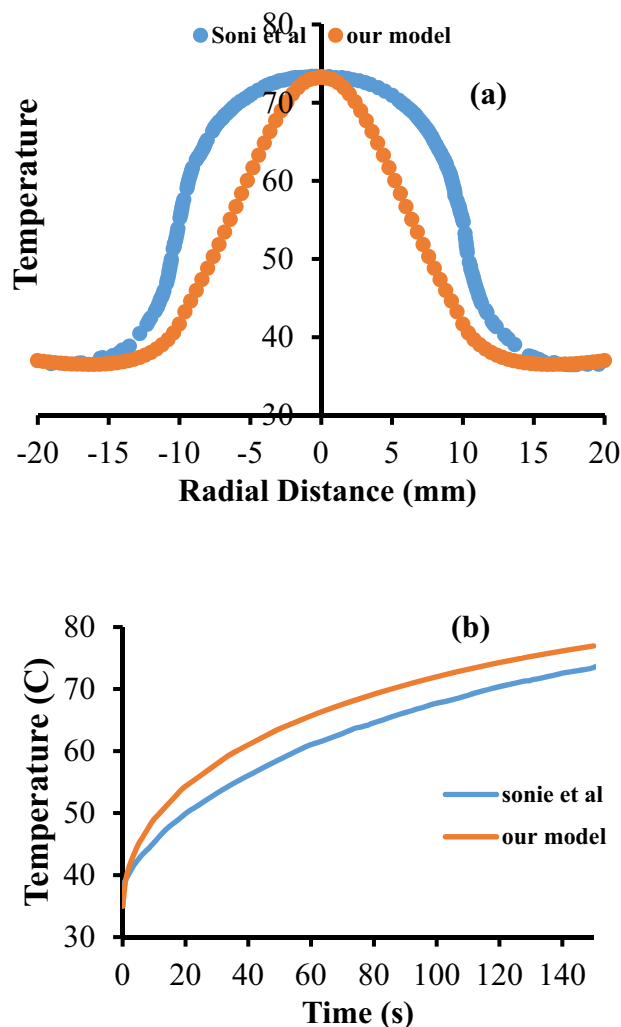 80
Soni et al our model
70
(a)
60
50
40
30
Temperature
-20 -15 -10 -5 0 5 10 15 20
Radial Distance (mm)
80
(b)
70
60
50
40
30
Temperature (C)
sonie et al
our model
0 20 40 60 80 100 120 140
Time (s)